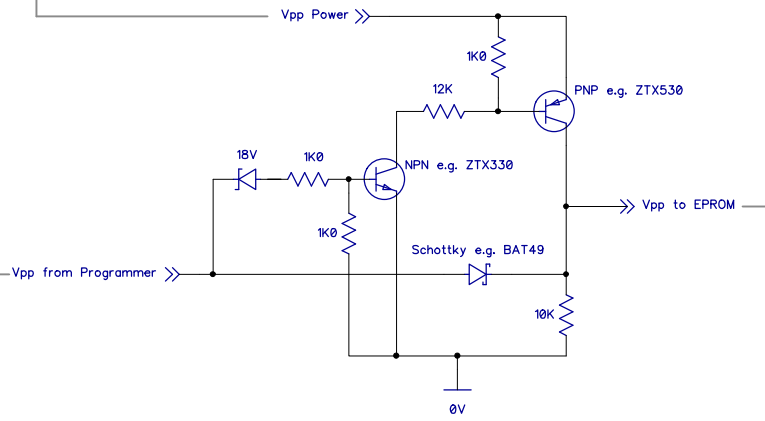 Vpp Power
1K0
12K
PNP e.g. ZTX530
18V
1K0
NPN e.g. ZTX330
1K0
Vpp to EPROM
Schottky e.g. BAT49
Vpp from Programmer
10K
0V